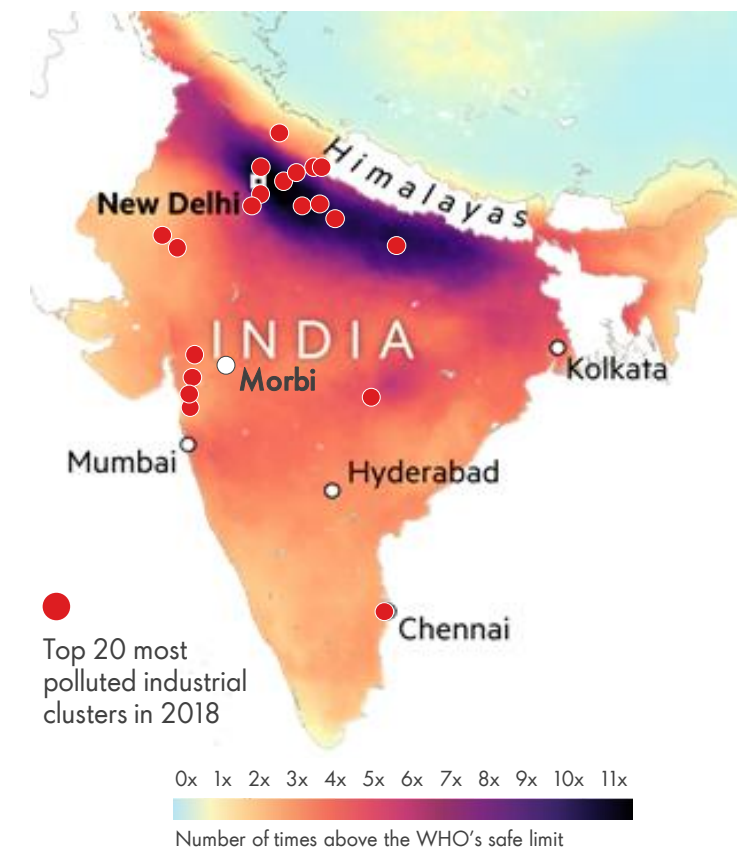 Himalayas
New Delhi
INDIA
Morbi
Kolkata
Mumbai
Hyderabad
Chennai
Top 20 most
polluted industrial
clusters in 2018
0x 1x 2x 3x 4x 5x 6x 7x 8x 9x 10x 11x
Number of times above the WHO's safe limit